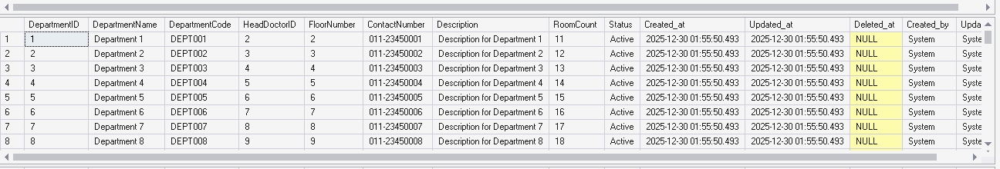 DepartmentID DepartmentName DepartmentCode HeadDoctorID FloorNumber ContactNumber Description RoomCount Status Created_at Updated_at Deleted_at Created_by Upda
1 1 Department 1 DEPT001 2 2 011-23450001 Description for Department 1 11 Active 2025-12-30 01:55:50.493 2025-12-30 01:55:50.493 NULL System Syste
2 2 Department 2 DEPT002 3 3 011-23450002 Description for Department 2 12 Active 2025-12-30 01:55:50.493 2025-12-30 01:55:50.493 NULL System Syste
3 3 Department 3 DEPT003 4 4 011-23450003 Description for Department 3 13 Active 2025-12-30 01:55:50.493 2025-12-30 01:55:50.493 NULL System Syste
4 4 Department 4 DEPT004 5 5 011-23450004 Description for Department 4 14 Active 2025-12-30 01:55:50.493 2025-12-30 01:55:50.493 NULL System Syste
5 5 Department 5 DEPT005 6 6 011-23450005 Description for Department 5 15 Active 2025-12-30 01:55:50.493 2025-12-30 01:55:50.493 NULL System Syste
6 6 Department 6 DEPT006 7 7 011-23450006 Description for Department 6 16 Active 2025-12-30 01:55:50.493 2025-12-30 01:55:50.493 NULL System Syste
7 7 Department 7 DEPT007 8 8 011-23450007 Description for Department 7 17 Active 2025-12-30 01:55:50.493 2025-12-30 01:55:50.493 NULL System Syste
8 8 Department 8 DEPT008 9 9 011-23450008 Description for Department 8 18 Active 2025-12-30 01:55:50.493 2025-12-30 01:55:50.493 NULL System Syste